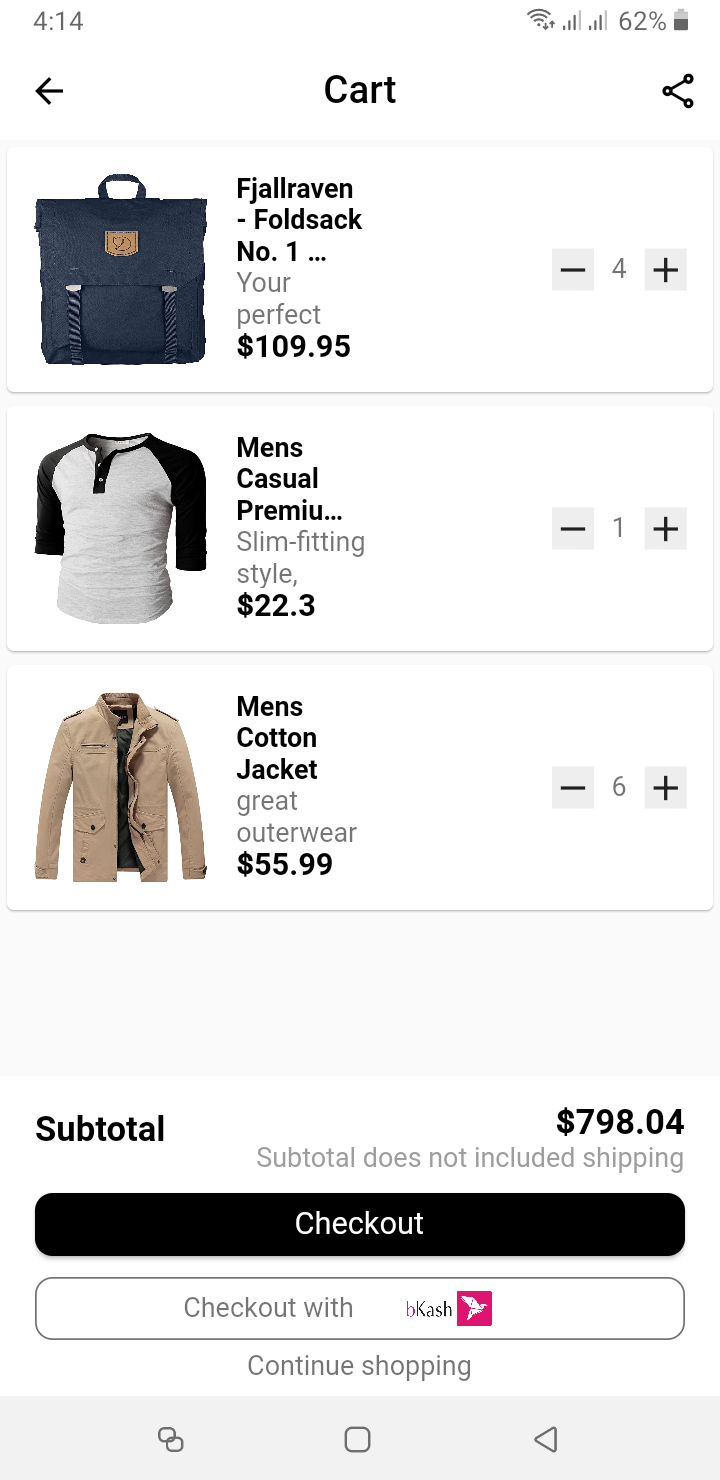 4:14
62%
Cart
Fjallraven
- Foldsack
No. 1 ...
Your
perfect
$109.95
4
Mens
Casual
Premiu...
Slim-fitting
style,
$22.3
1
Mens
Cotton
Jacket
great
outerwear
$55.99
6
Subtotal
$798.04
Subtotal does not included shipping
Checkout
Checkout with bKash
Continue shopping